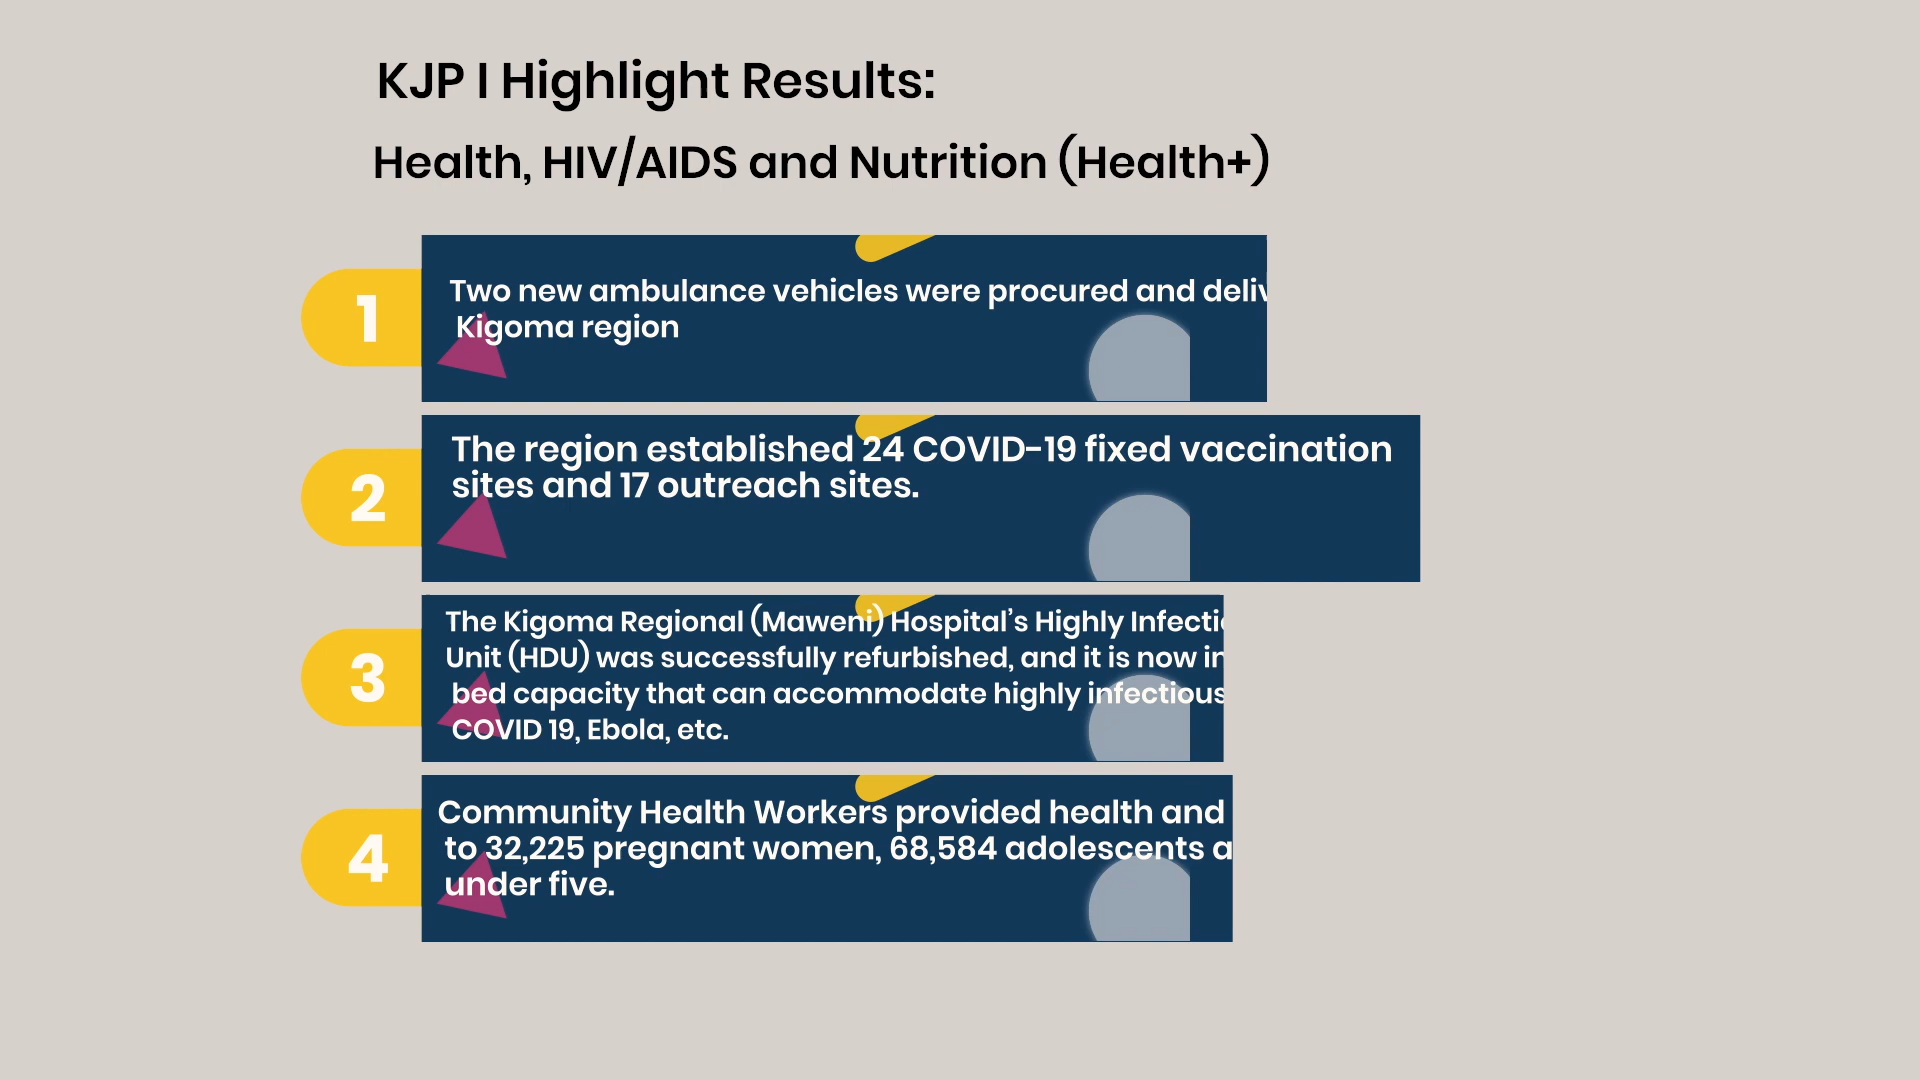 KJP I Highlight Results:
Health, HIV/AIDS and Nutrition (Health+)
1
Two new ambulance vehicles were procured and deliv
Kigoma region
2
The region established 24 COVID-19 fixed vaccination
sites and 17 outreach sites.
3
The Kigoma Regional (Maweni) Hospital’s Highly Infecti
Unit (HDU) was successfully refurbished, and it is now in
bed capacity that can accommodate highly infectious
COVID 19, Ebola, etc.
4
Community Health Workers provided health and
to 32,225 pregnant women, 68,584 adolescents a
under five.